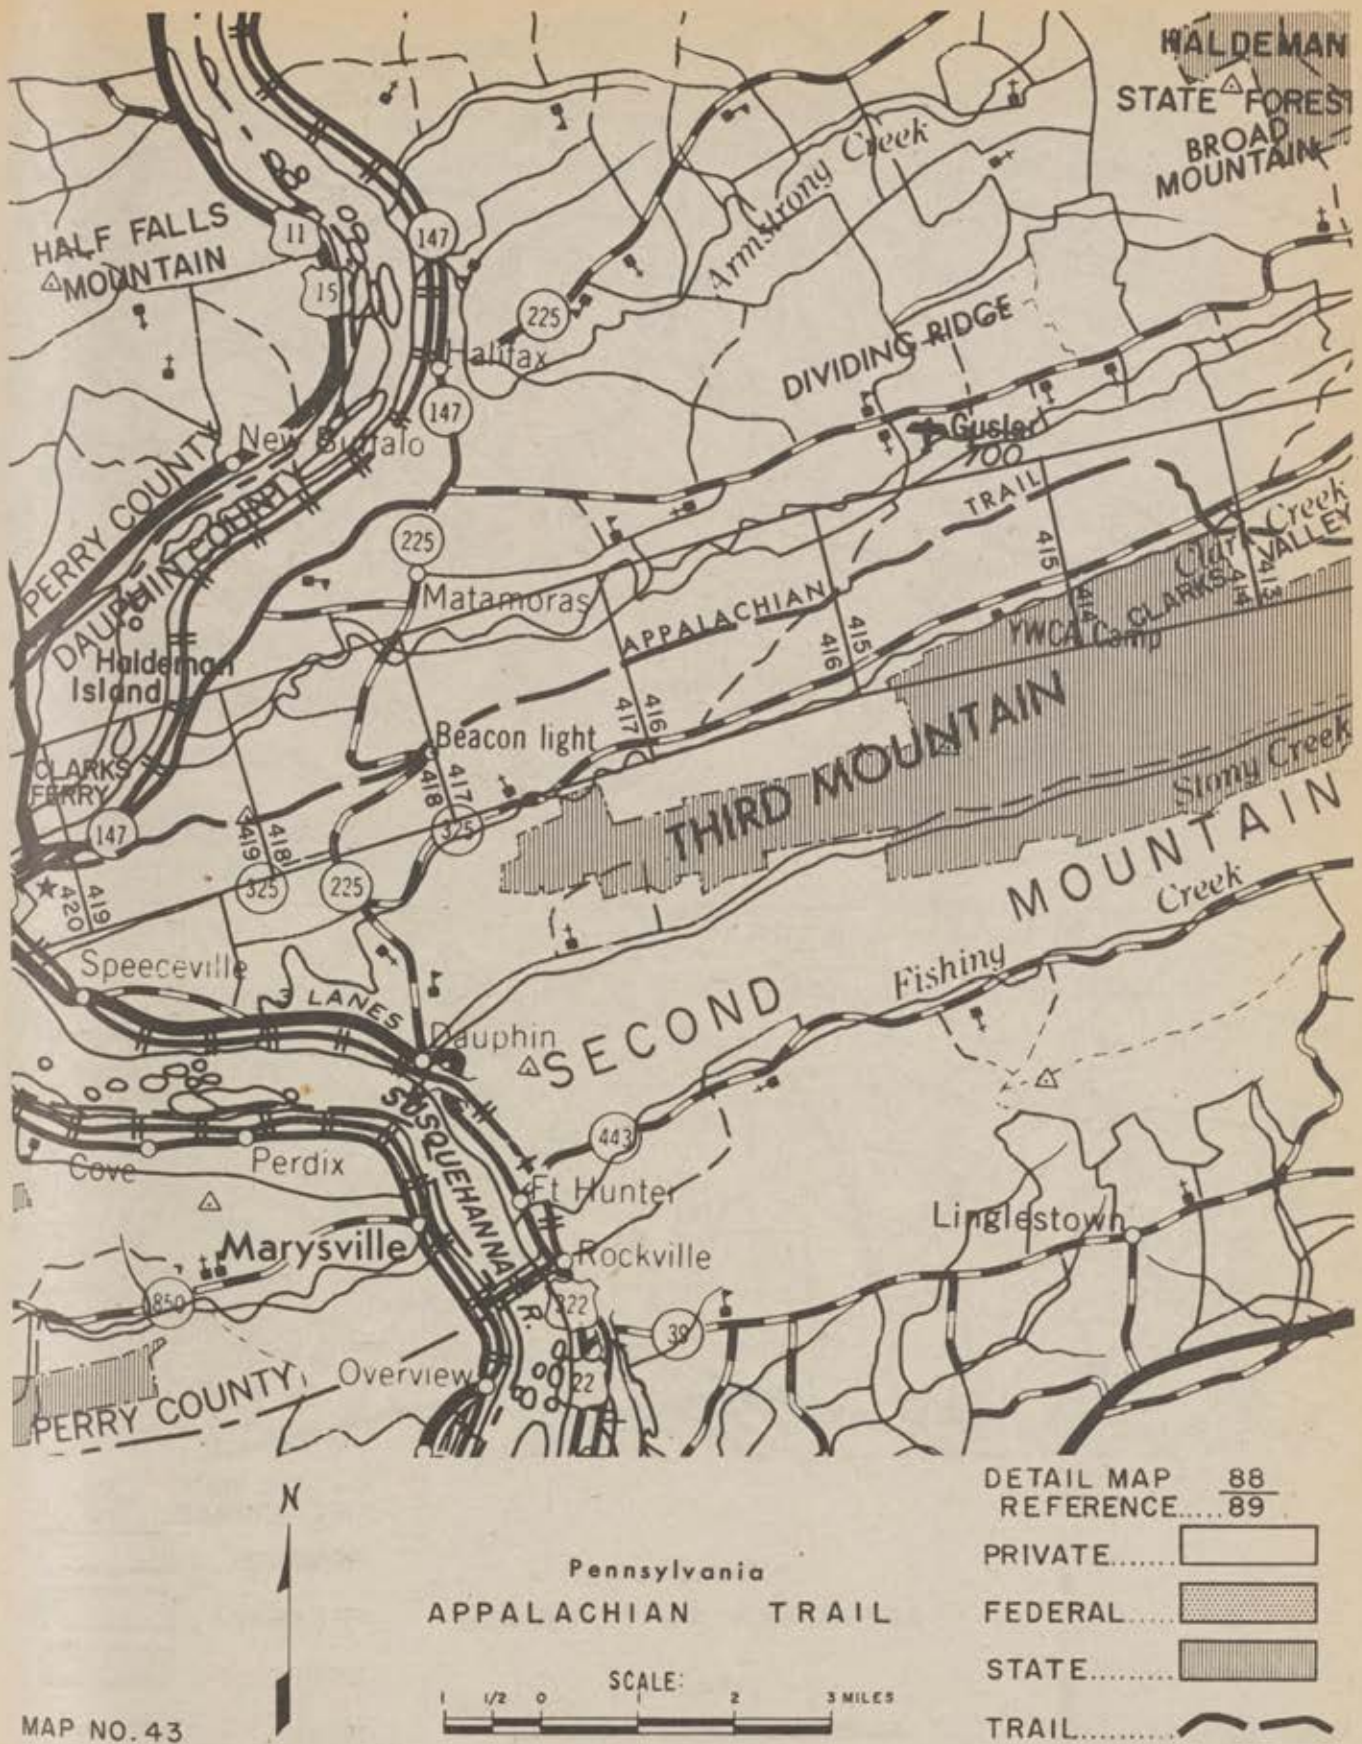 HALDEMAN
STATE FOREST
BROAD
MOUNTAIN
Armstrong Creek
HALF FALLS
MOUNTAIN
11
15
147
225
Halifax
147
DIVIDING RIDGE
New Buffalo
Gusler
700
PERRY COUNTY
DAUPHIN COUNTY
TRAIL
225
415
Creek
CLARKS VALLEY
414
413
Matamoras
APPALACHIAN
414
YWCA Camp
415
416
Haldeman
Island
416
417
THIRD MOUNTAIN
Beacon light
CLARKS
FERRY
417
418
Stony Creek
147
325
418
419
325
225
419
420
MOUNTAIN
Creek
Fishing
Speeceville
3 LANES
SECOND
Dauphin
SUSQUEHANNA R.
443
Cove
Perdix
Ft Hunter
Linglestown
Marysville
Rockville
850
322
39
Overview
22
PERRY COUNTY
N
DETAIL MAP 88
REFERENCE..... 89
PRIVATE.......
Pennsylvania
APPALACHIAN TRAIL
FEDERAL.....
STATE.........
SCALE:
1 1/2 0 1 2 3 MILES
MAP NO. 43
TRAIL..........